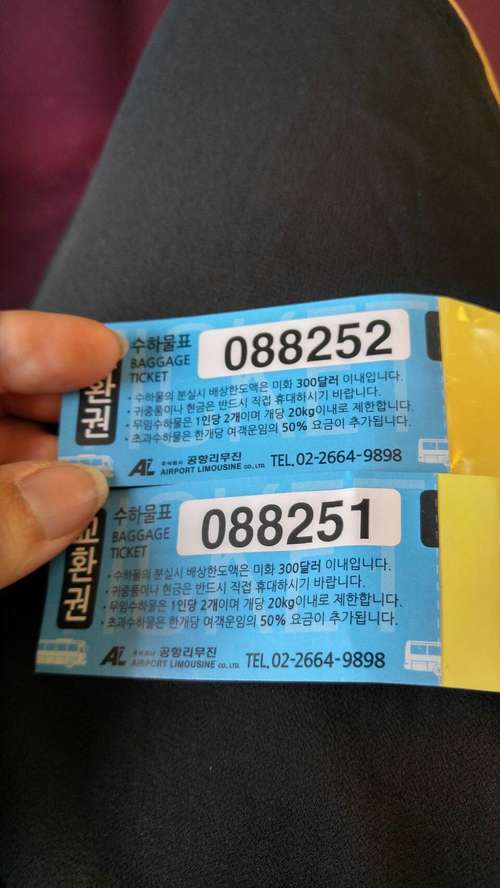 환권
수하물표
BAGGAGE
TICKET
088252
• 수하물의 분실시 배상한도액은 미화 300달러 이내입니다.
• 귀중품이나 현금은 반드시 직접 휴대하시기 바랍니다.
• 무임수하물은 1인당 2개이며 개당 20kg이내로 제한합니다.
• 초과수하물은 한개당 여객운임의 50% 요금이 추가됩니다.
AL 주식회사 공항리무진
AIRPORT LIMOUSINE CO., LTD.
TEL. 02-2664-9898
교환권
수하물표
BAGGAGE
TICKET
088251
• 수하물의 분실시 배상한도액은 미화 300달러 이내입니다.
• 귀중품이나 현금은 반드시 직접 휴대하시기 바랍니다.
• 무임수하물은 1인당 2개이며 개당 20kg이내로 제한합니다.
• 초과수하물은 한개당 여객운임의 50% 요금이 추가됩니다.
AL 주식회사 공항리무진
AIRPORT LIMOUSINE CO., LTD.
TEL. 02-2664-9898